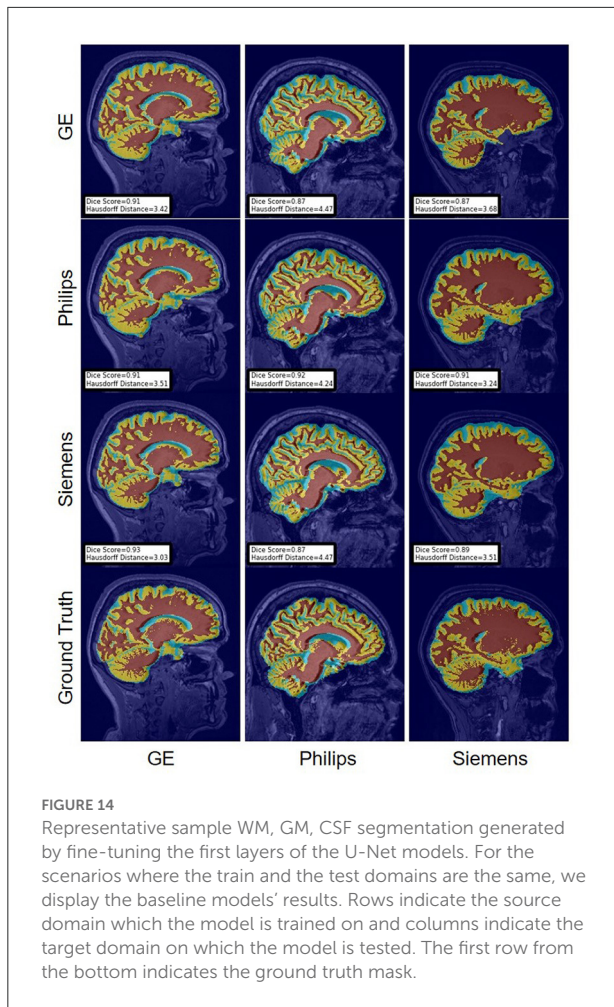 GE
Dice Score=0.91
Hausdorff Distance=3.42
Dice Score=0.87
Hausdorff Distance=4.47
Dice Score=0.87
Hausdorff Distance=3.68
Philips
Dice Score=0.91
Hausdorff Distance=3.51
Dice Score=0.92
Hausdorff Distance=4.24
Dice Score=0.91
Hausdorff Distance=3.24
Siemens
Dice Score=0.93
Hausdorff Distance=3.03
Dice Score=0.87
Hausdorff Distance=4.47
Dice Score=0.89
Hausdorff Distance=3.51
Ground Truth
GE
Philips
Siemens
FIGURE 14
Representative sample WM, GM, CSF segmentation generated
by fine-tuning the first layers of the U-Net models. For the
scenarios where the train and the test domains are the same, we
display the baseline models' results. Rows indicate the source
domain which the model is trained on and columns indicate the
target domain on which the model is tested. The first row from
the bottom indicates the ground truth mask.